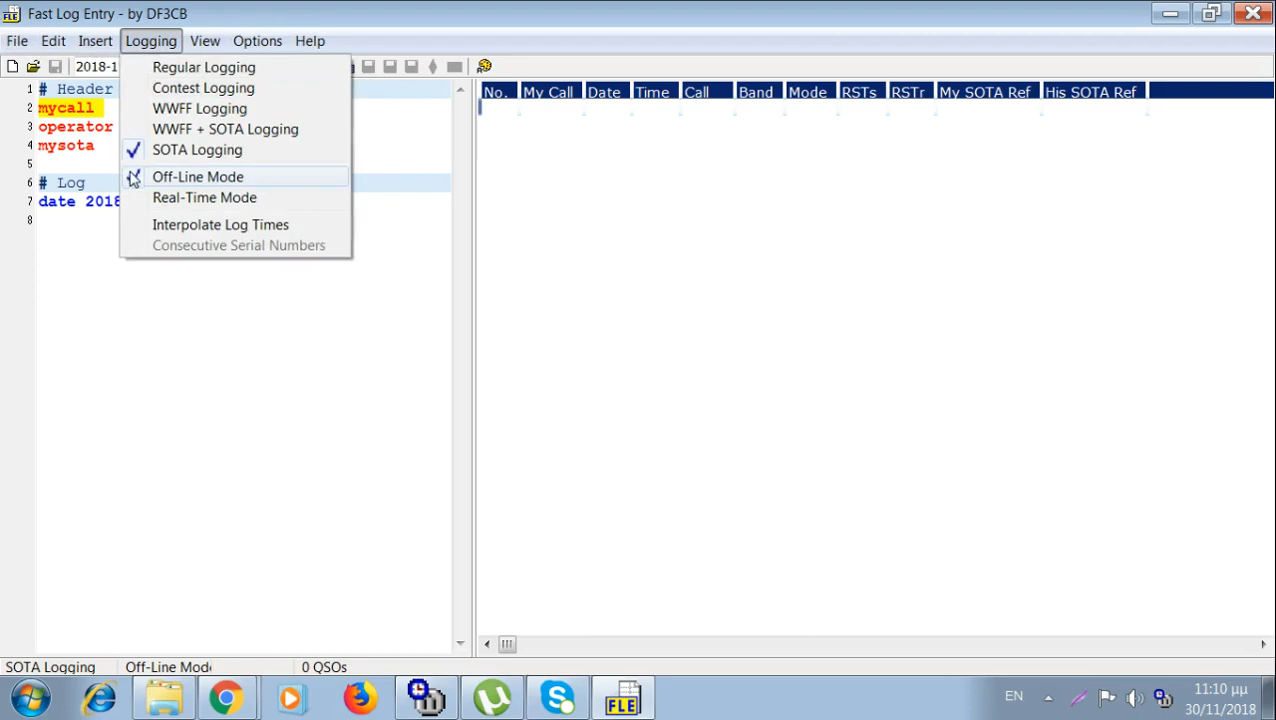 Fast Log Entry - by DF3CB
File Edit Insert Logging View Options Help
2018-1
Regular Logging
Contest Logging
WWFF Logging
WWFF + SOTA Logging
SOTA Logging
Off-Line Mode
Real-Time Mode
Interpolate Log Times
Consecutive Serial Numbers
1 # Header
2 mycall
3 operator
4 mysota
5
6 # Log
7 date 2018
8
No. My Call Date Time Call Band Mode RSTs RSTr My SOTA Ref His SOTA Ref
SOTA Logging Off-Line Mode 0 QSOs
FLE
EN
11:10 μμ
30/11/2018